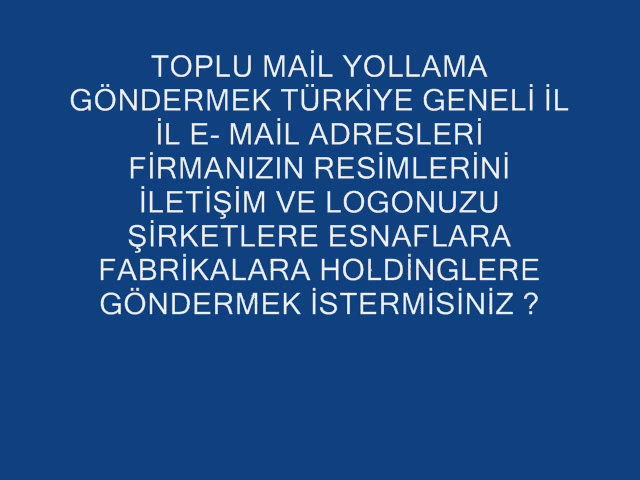 TOPLU MAİL YOLLAMA
GÖNDERMEK TÜRKİYE GENELİ İL
İL E- MAİL ADRESLERİ
FİRMANIZIN RESİMLERİNİ
İLETİŞİM VE LOGONUZU
ŞİRKETLERE ESNAFLARA
FABRİKALARA HOLDİNGLERE
GÖNDERMEK İSTERMİSİNİZ ?